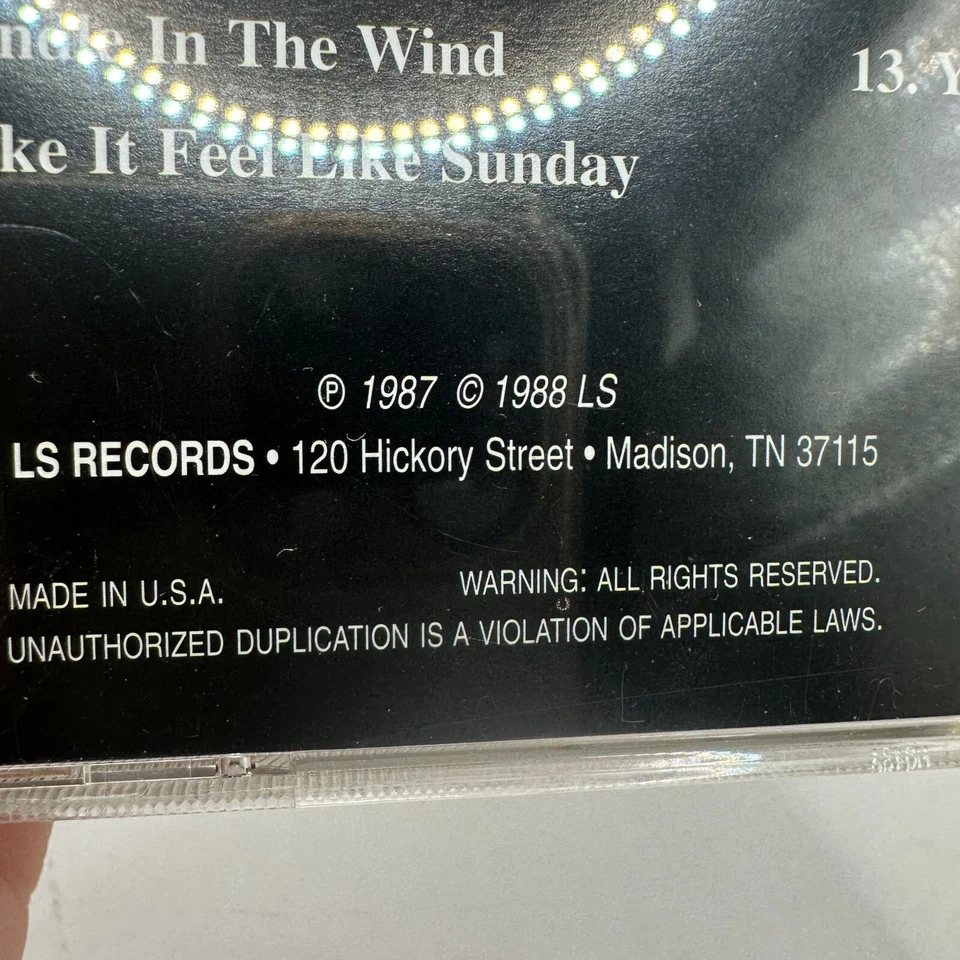 In The Wind
13.
ke It Feel Like Sunday
℗ 1987 © 1988 LS
LS RECORDS • 120 Hickory Street • Madison, TN 37115
MADE IN U.S.A.
WARNING: ALL RIGHTS RESERVED.
UNAUTHORIZED DUPLICATION IS A VIOLATION OF APPLICABLE LAWS.